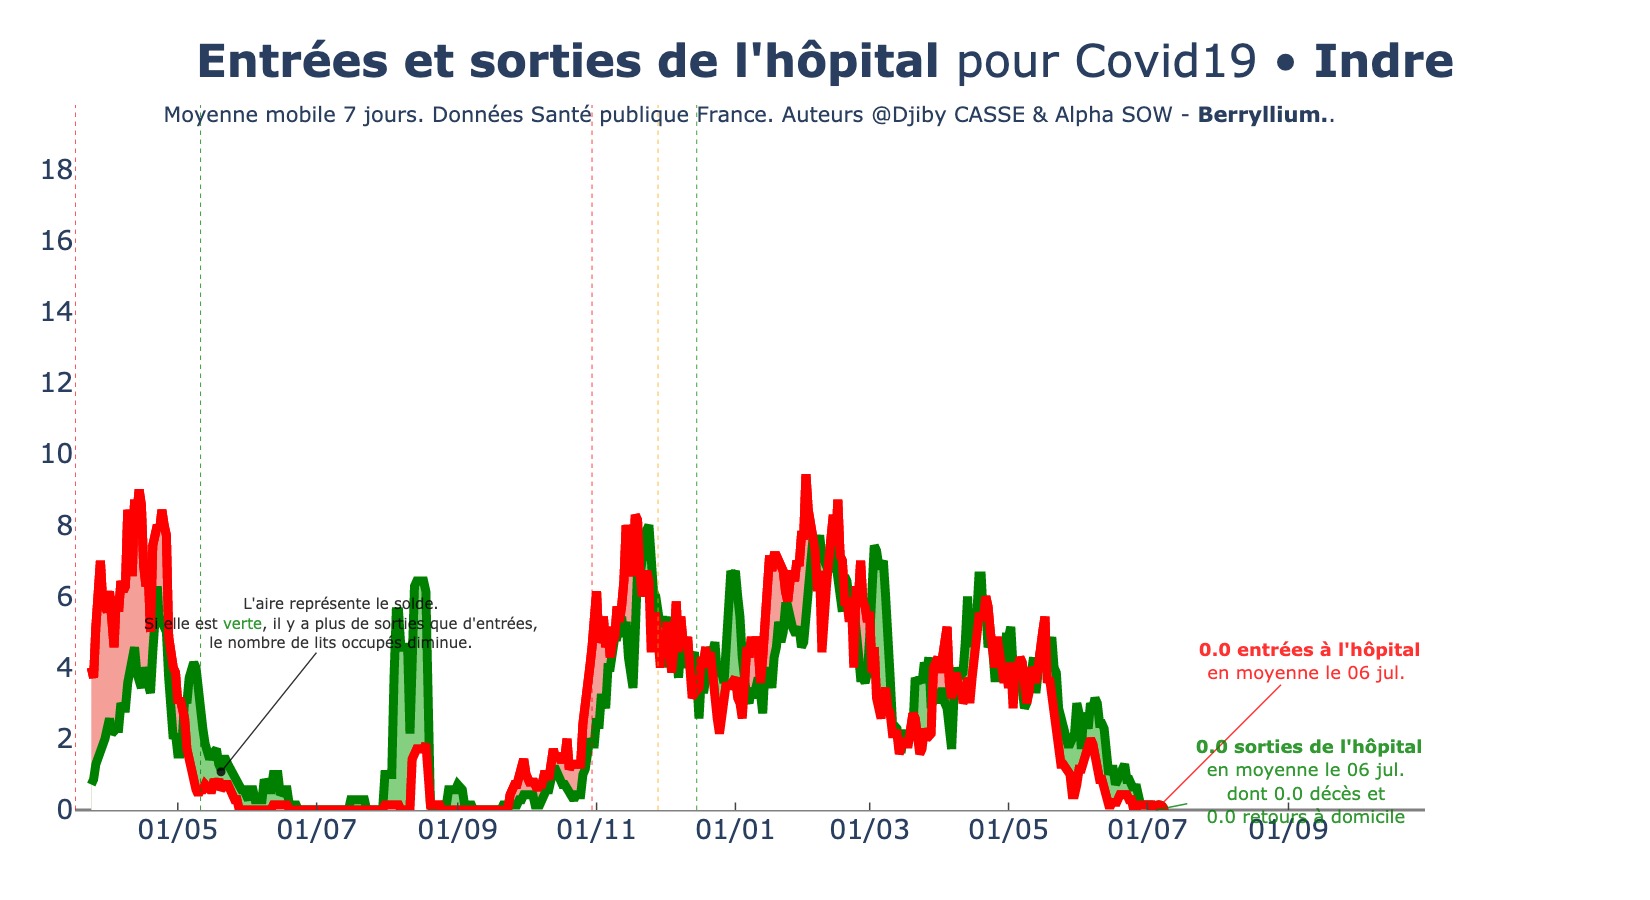 Entrées et sorties de l'hôpital pour Covid19 • Indre
Moyenne mobile 7 jours. Données Santé publique France. Auteurs @Djiby CASSE & Alpha SOW - Berryllium..
18
16
14
12
10
8
6
4
2
0
L'aire représente le solde.
Si elle est verte, il y a plus de sorties que d'entrées,
le nombre de lits occupés diminue.
0.0 entrées à l'hôpital
en moyenne le 06 jul.
0.0 sorties de l'hôpital
en moyenne le 06 jul.
dont 0.0 décès et
0.0 retours à domicile
01/05 01/07 01/09 01/11 01/01 01/03 01/05 01/07 01/09